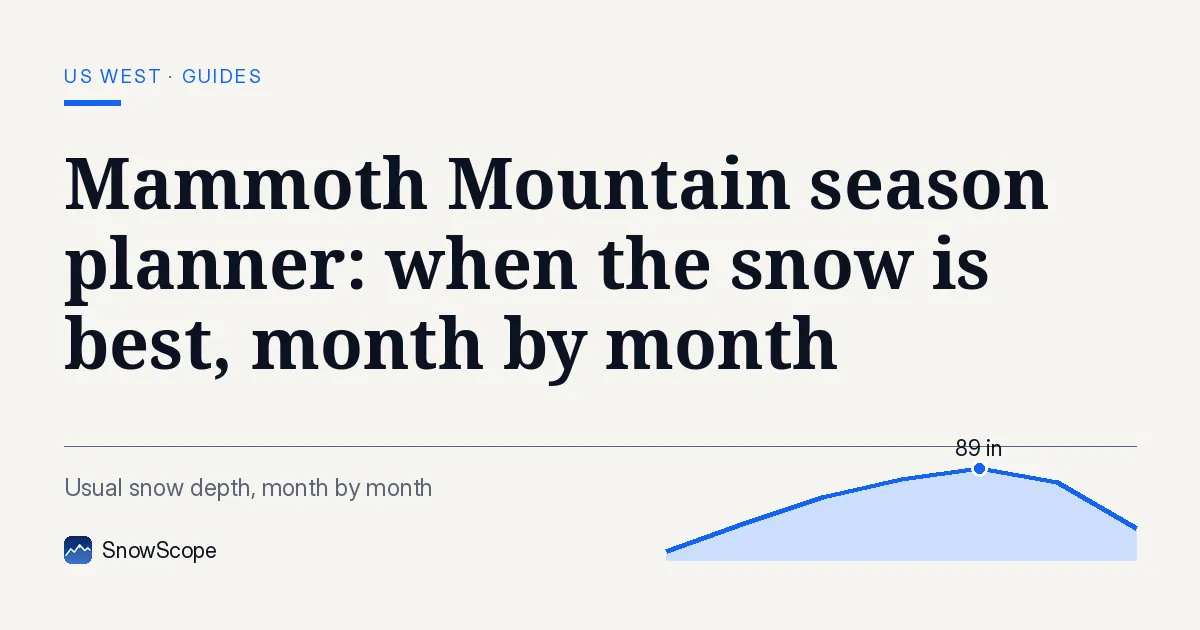 US WEST · GUIDES
Mammoth Mountain season
planner: when the snow is
best, month by month
89 in
Usual snow depth, month by month
SnowScope